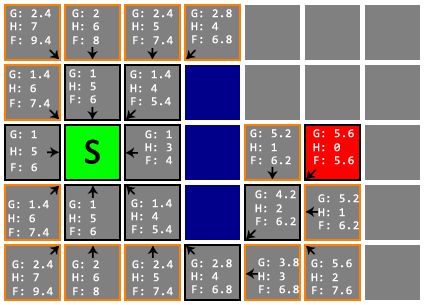 G: 2.4
H: 7
F: 9.4
G: 2
H: 6
F: 8
G: 2.4
H: 5
F: 7.4
G: 2.8
H: 4
F: 6.8
G: 1.4
H: 6
F: 7.4
G: 1
H: 5
F: 6
G: 1.4
H: 4
F: 5.4
G: 1
H: 5
F: 6
S
G: 1
H: 3
F: 4
G: 5.2
H: 1
F: 6.2
G: 5.6
H: 0
F: 5.6
G: 1.4
H: 6
F: 7.4
G: 1
H: 5
F: 6
G: 1.4
H: 4
F: 5.4
G: 4.2
H: 2
F: 6.2
G: 5.2
H: 1
F: 6.2
G: 2.4
H: 7
F: 9.4
G: 2
H: 6
F: 8
G: 2.4
H: 5
F: 7.4
G: 2.8
H: 4
F: 6.8
G: 3.8
H: 3
F: 6.8
G: 5.6
H: 2
F: 7.6